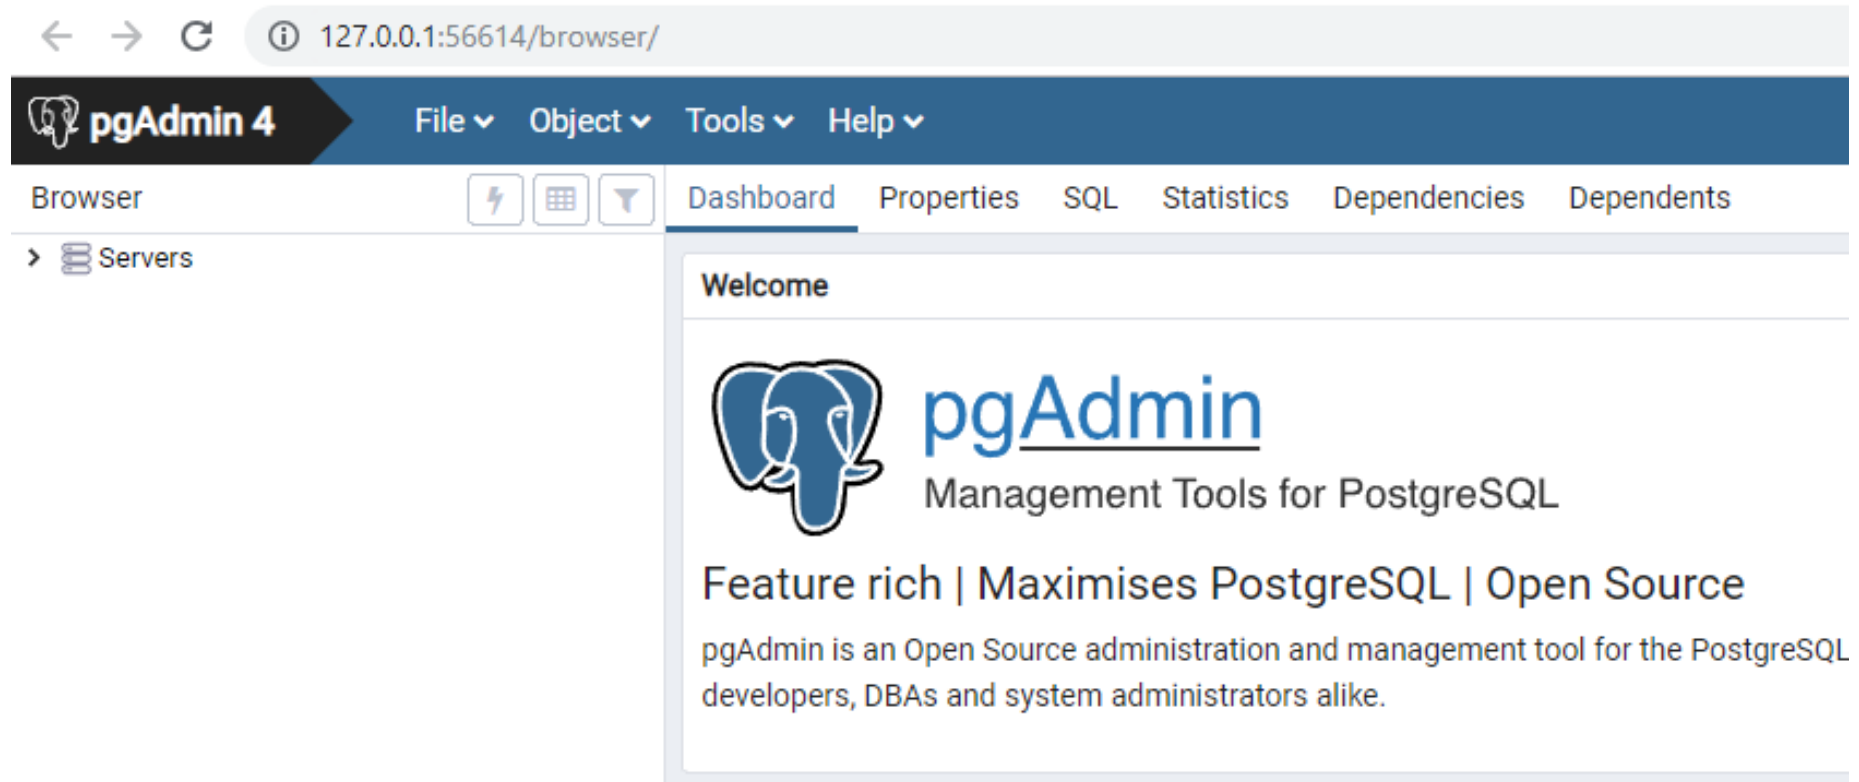 127.0.0.1:56614/browser/
pgAdmin 4 File Object Tools Help
Browser Dashboard Properties SQL Statistics Dependencies Dependents
Servers
Welcome
pgAdmin
Management Tools for PostgreSQL
Feature rich | Maximises PostgreSQL | Open Source
pgAdmin is an Open Source administration and management tool for the PostgreSQL
developers, DBAs and system administrators alike.